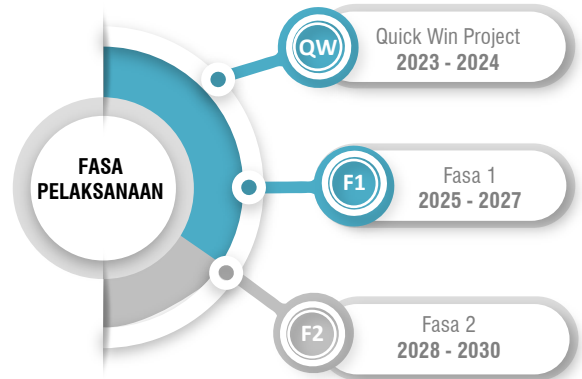 FASA
PELAKSANAAN
QW
Quick Win Project
2023 - 2024
F1
Fasa 1
2025 - 2027
F2
Fasa 2
2028 - 2030